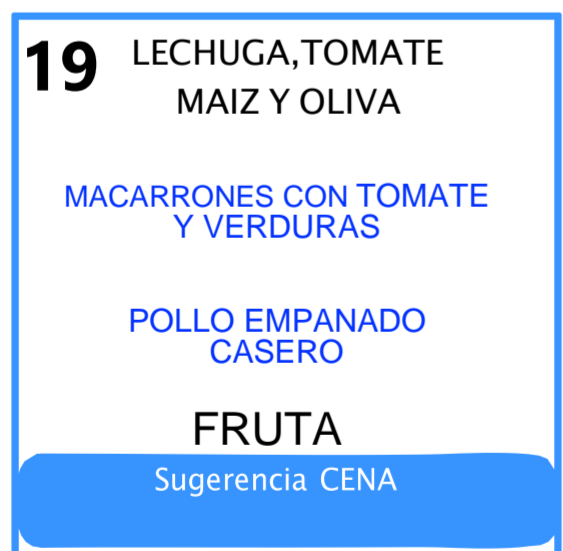 19
LECHUGA,TOMATE
MAIZ Y OLIVA
MACARRONES CON TOMATE
Y VERDURAS
POLLO EMPANADO
CASERO
FRUTA
Sugerencia CENA